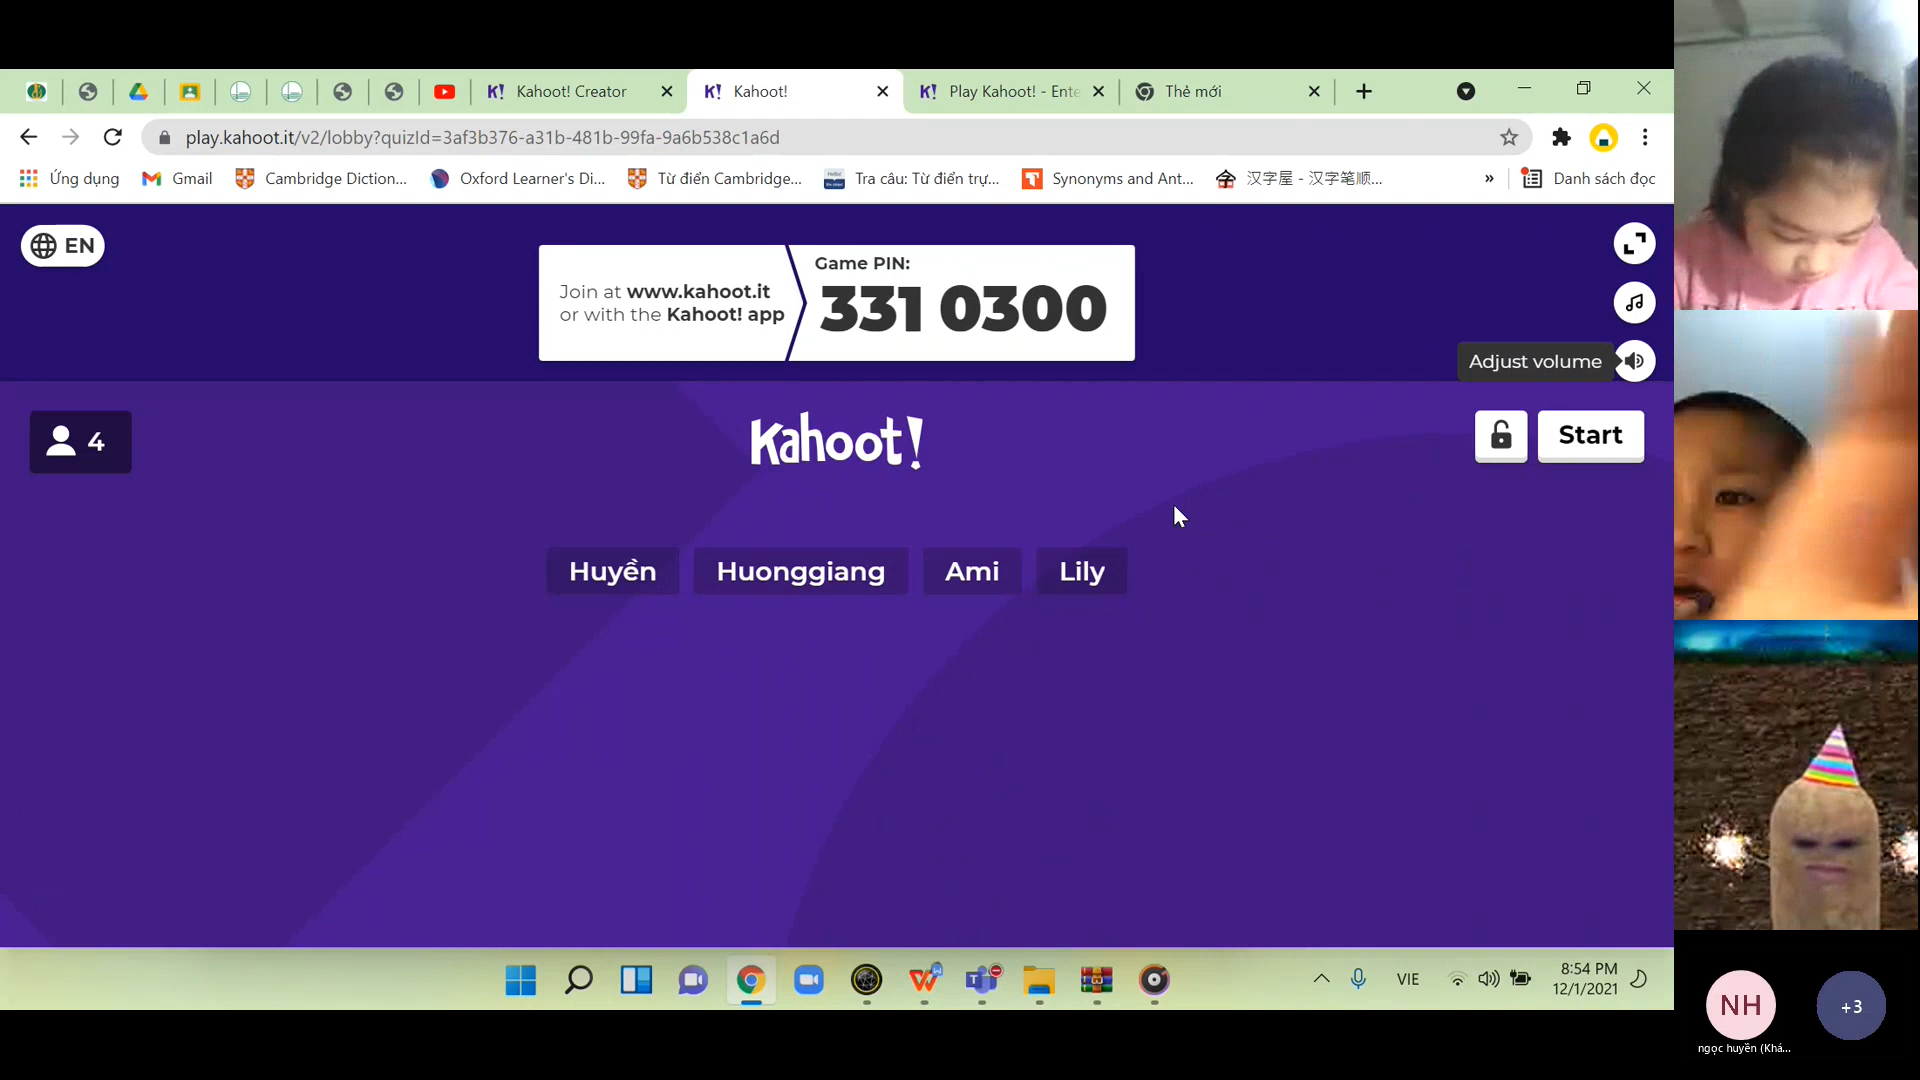 Kahoot! Creator
Kahoot!
Play Kahoot! - Ente
Thẻ mới
play.kahoot.it/v2/lobby?quizId=3af3b376-a31b-481b-99fa-9a6b538c1a6d
Ứng dụng
Gmail
Cambridge Diction...
Oxford Learner's Di...
Từ điển Cambridge...
Tra câu: Từ điển trự...
Synonyms and Ant...
汉字屋 - 汉字笔顺...
»
Danh sách đọc
EN
Join at www.kahoot.it
or with the Kahoot! app
Game PIN:
331 0300
Adjust volume
4
Kahoot!
Start
Huyền
Huonggiang
Ami
Lily
VIE
8:54 PM
12/1/2021
NH
+3
ngọc huyền (Khá...